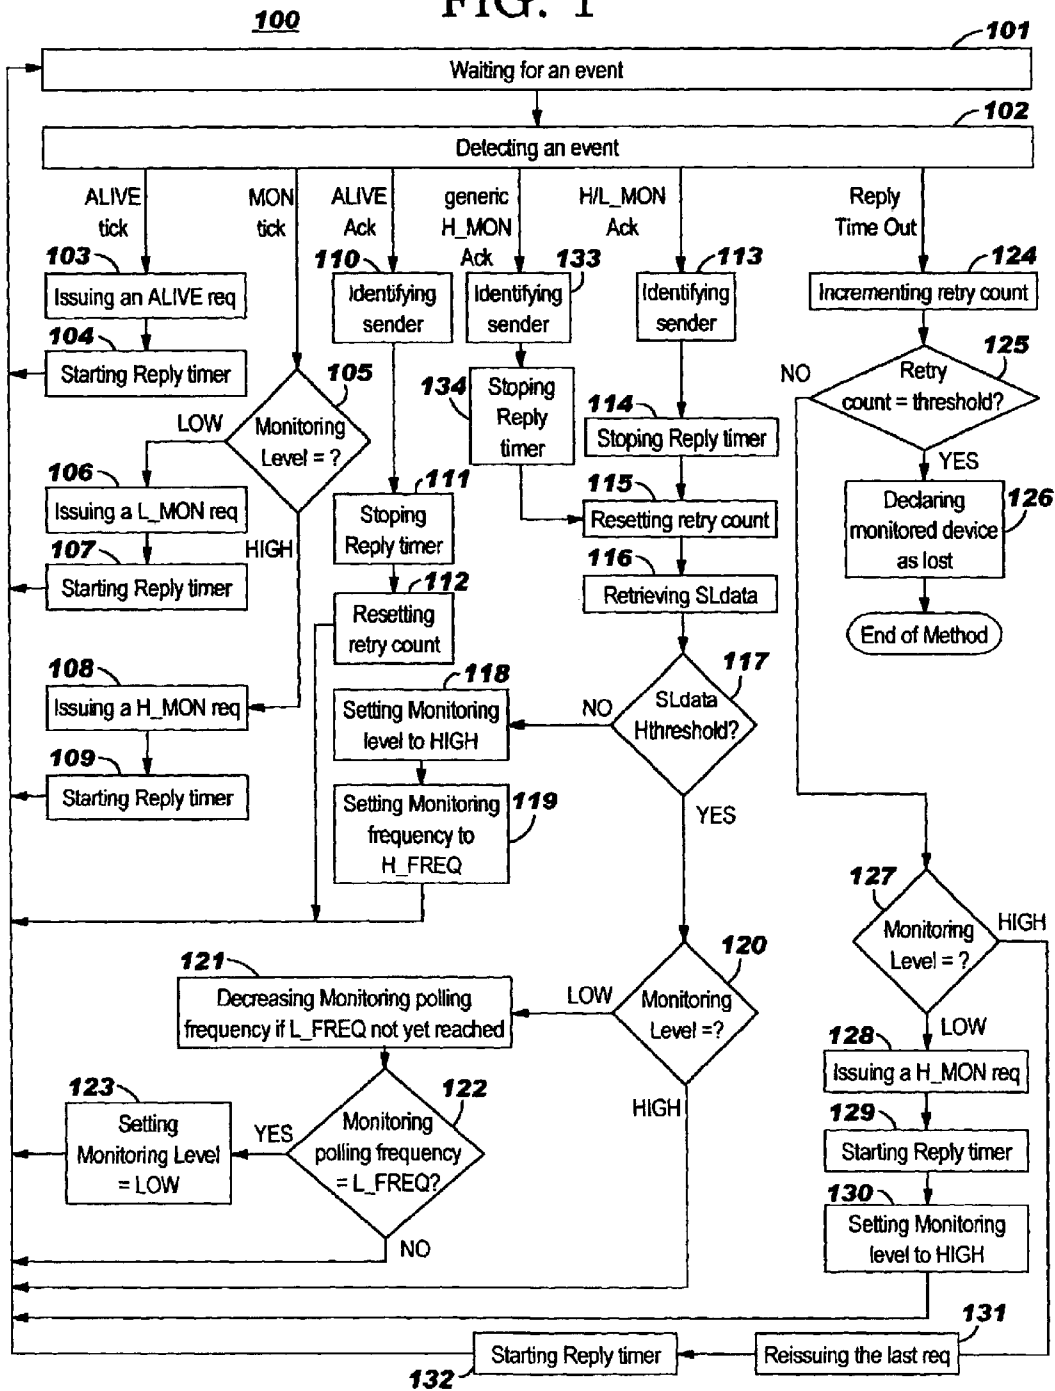 FIG. 1
100
101
Waiting for an event
102
Detecting an event
ALIVE
tick
MON
tick
ALIVE
Ack
generic
H_MON
Ack
H/L_MON
Ack
Reply
Time Out
103
Issuing an ALIVE req
104
Starting Reply timer
105
Monitoring
Level = ?
LOW
HIGH
106
Issuing a L_MON req
107
Starting Reply timer
108
Issuing a H_MON req
109
Starting Reply timer
110
Identifying
sender
111
Stoping
Reply timer
112
Resetting
retry count
133
Identifying
sender
134
Stoping
Reply
timer
113
Identifying
sender
114
Stoping Reply timer
115
Resetting retry count
116
Retrieving SLdata
117
SLdata
Hthreshold?
NO
YES
118
Setting Monitoring
level to HIGH
119
Setting Monitoring
frequency to
H_FREQ
120
Monitoring
Level =?
LOW
HIGH
121
Decreasing Monitoring polling
frequency if L_FREQ not yet reached
122
Monitoring
polling frequency
= L_FREQ?
YES
NO
123
Setting
Monitoring Level
= LOW
124
Incrementing retry count
125
Retry
count = threshold?
NO
YES
126
Declaring
monitored device
as lost
End of Method
127
Monitoring
Level = ?
HIGH
LOW
128
Issuing a H_MON req
129
Starting Reply timer
130
Setting Monitoring
level to HIGH
131
Reissuing the last req
132
Starting Reply timer